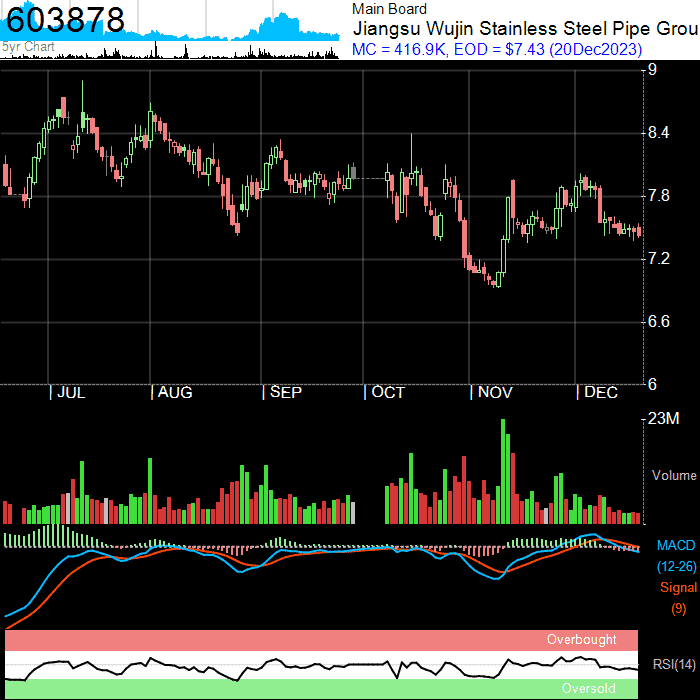 603878
5yr Chart
Main Board
Jiangsu Wujin Stainless Steel Pipe Grou
MC = 416.9K, EOD = $7.43 (20Dec2023)
9
8.4
7.8
7.2
6.6
6
JUL
AUG
SEP
OCT
NOV
DEC
23M
Volume
MACD
(12-26)
Signal
(9)
Overbought
RSI(14)
Oversold